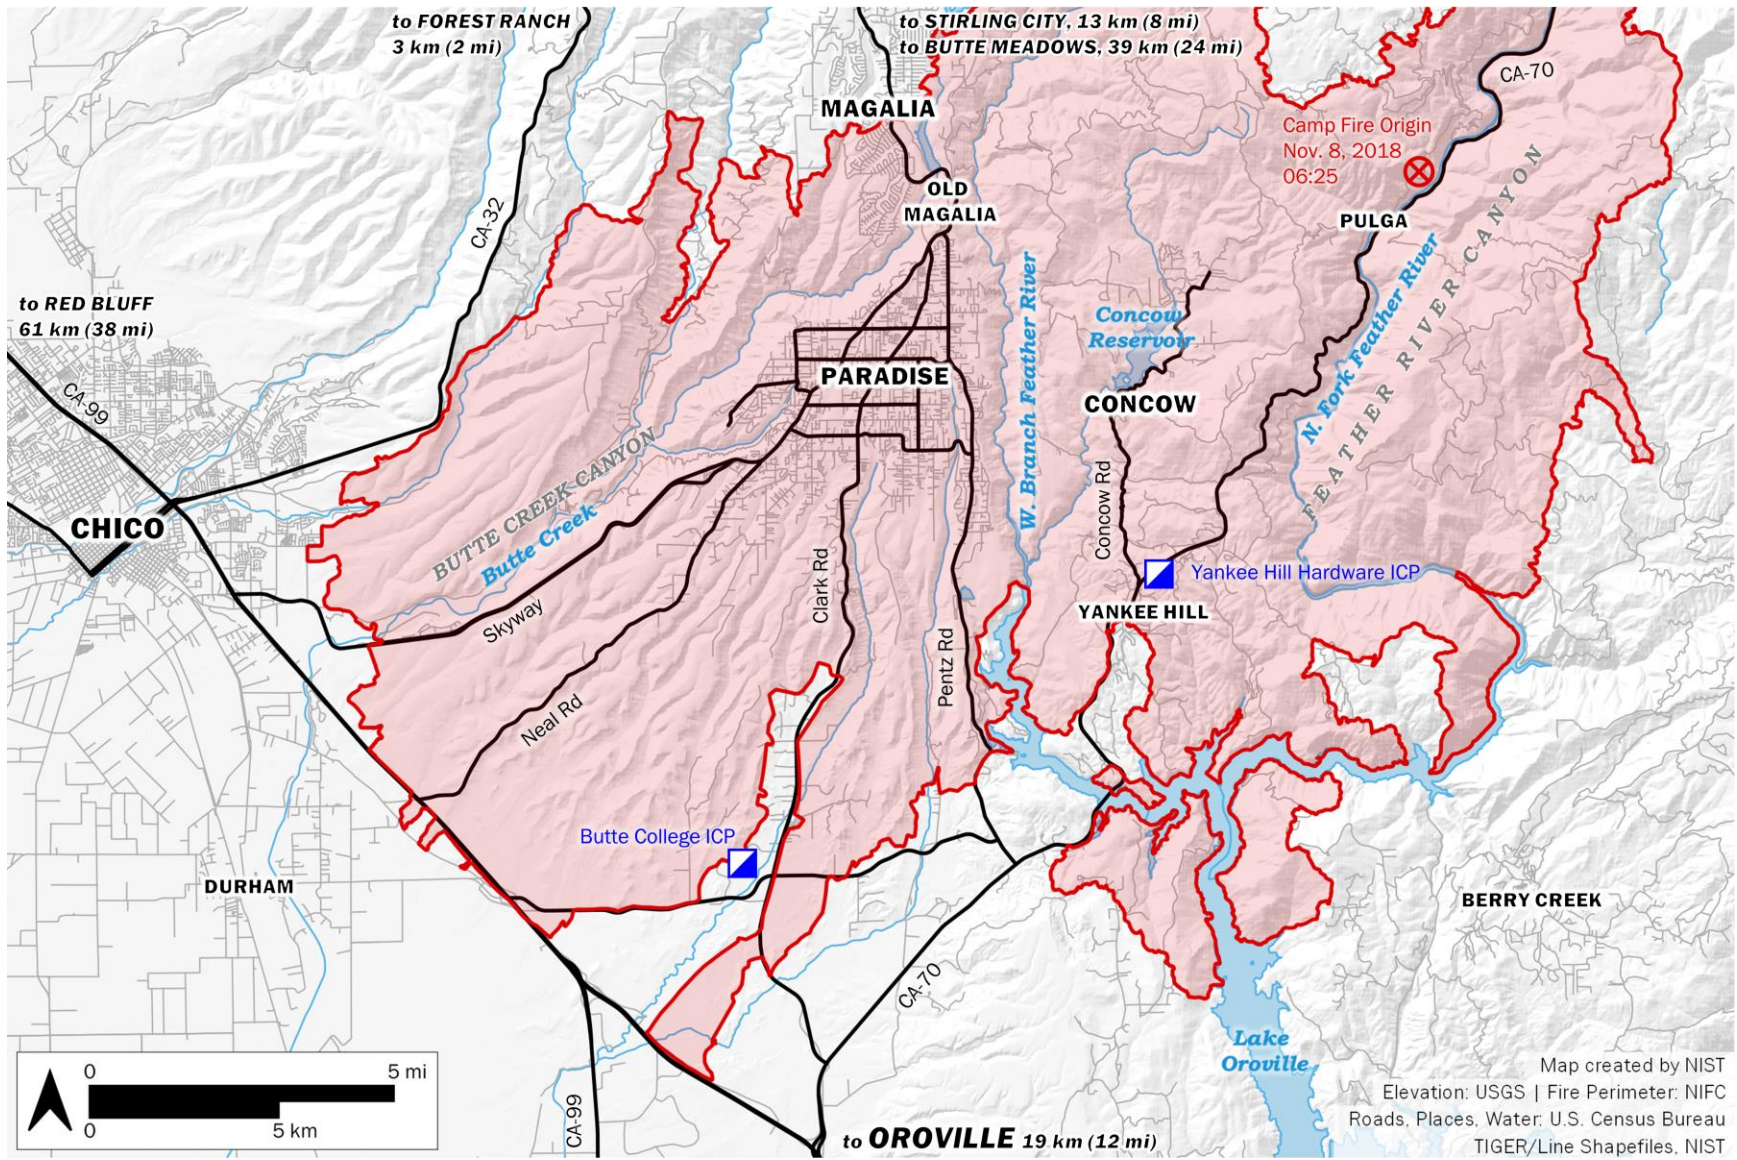 to FOREST RANCH
3 km (2 mi)
to STIRLING CITY, 13 km (8 mi)
to BUTTE MEADOWS, 39 km (24 mi)
CA-70
MAGALIA
Camp Fire Origin
Nov. 8, 2018
06:25
OLD
MAGALIA
CA-32
PULGA
to RED BLUFF
61 km (38 mi)
CA-99
W. Branch Feather River
Concow
Reservoir
N. Fork Feather River
FEATHER RIVER CANYON
PARADISE
CONCOW
BUTTE CREEK CANYON
Butte Creek
CHICO
Concow Rd
Clark Rd
Yankee Hill Hardware ICP
YANKEE HILL
Skyway
Pentz Rd
Neal Rd
Butte College ICP
DURHAM
BERRY CREEK
CA-70
Lake
Oroville
0 5 mi
0 5 km
CA-99
to OROVILLE 19 km (12 mi)
Map created by NIST
Elevation: USGS | Fire Perimeter: NIFC
Roads, Places, Water: U.S. Census Bureau
TIGER/Line Shapefiles, NIST